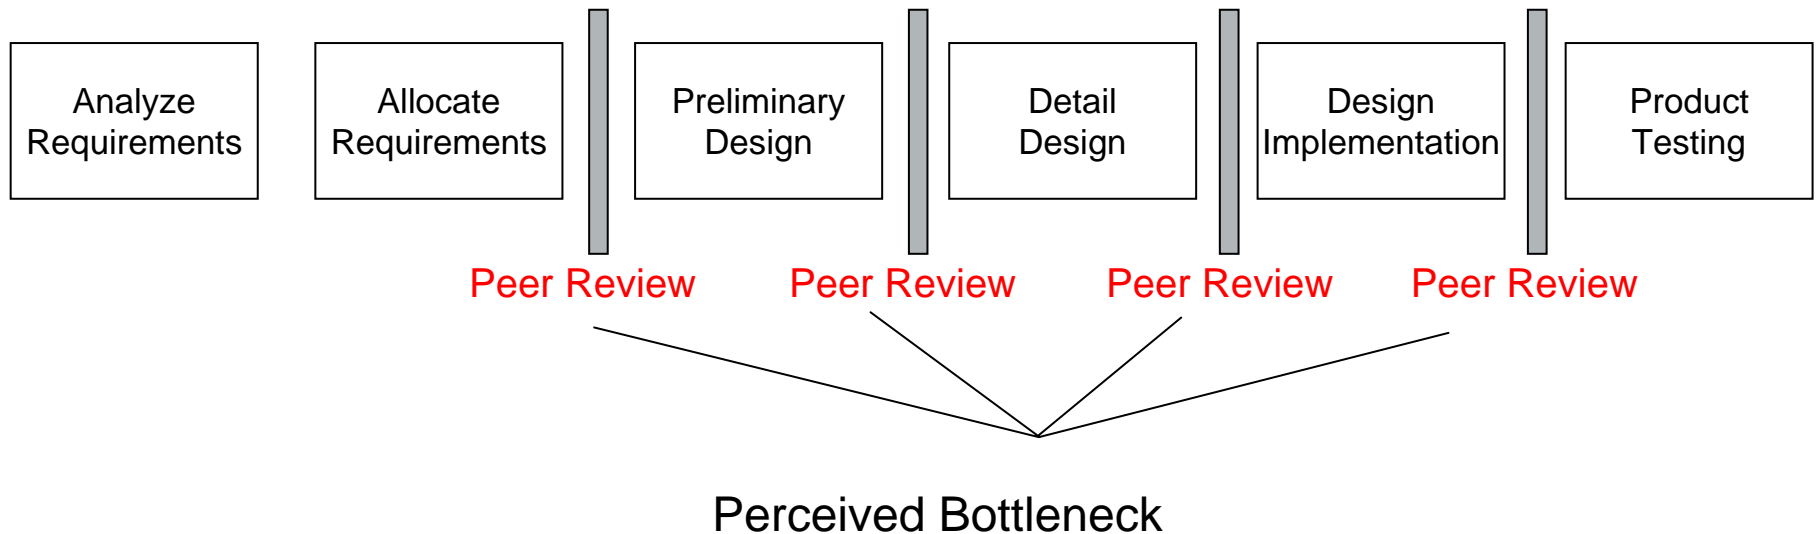 Analyze
Requirements
Allocate
Requirements
Preliminary
Design
Detail
Design
Design
Implementation
Product
Testing
Peer Review
Peer Review
Peer Review
Peer Review
Perceived Bottleneck